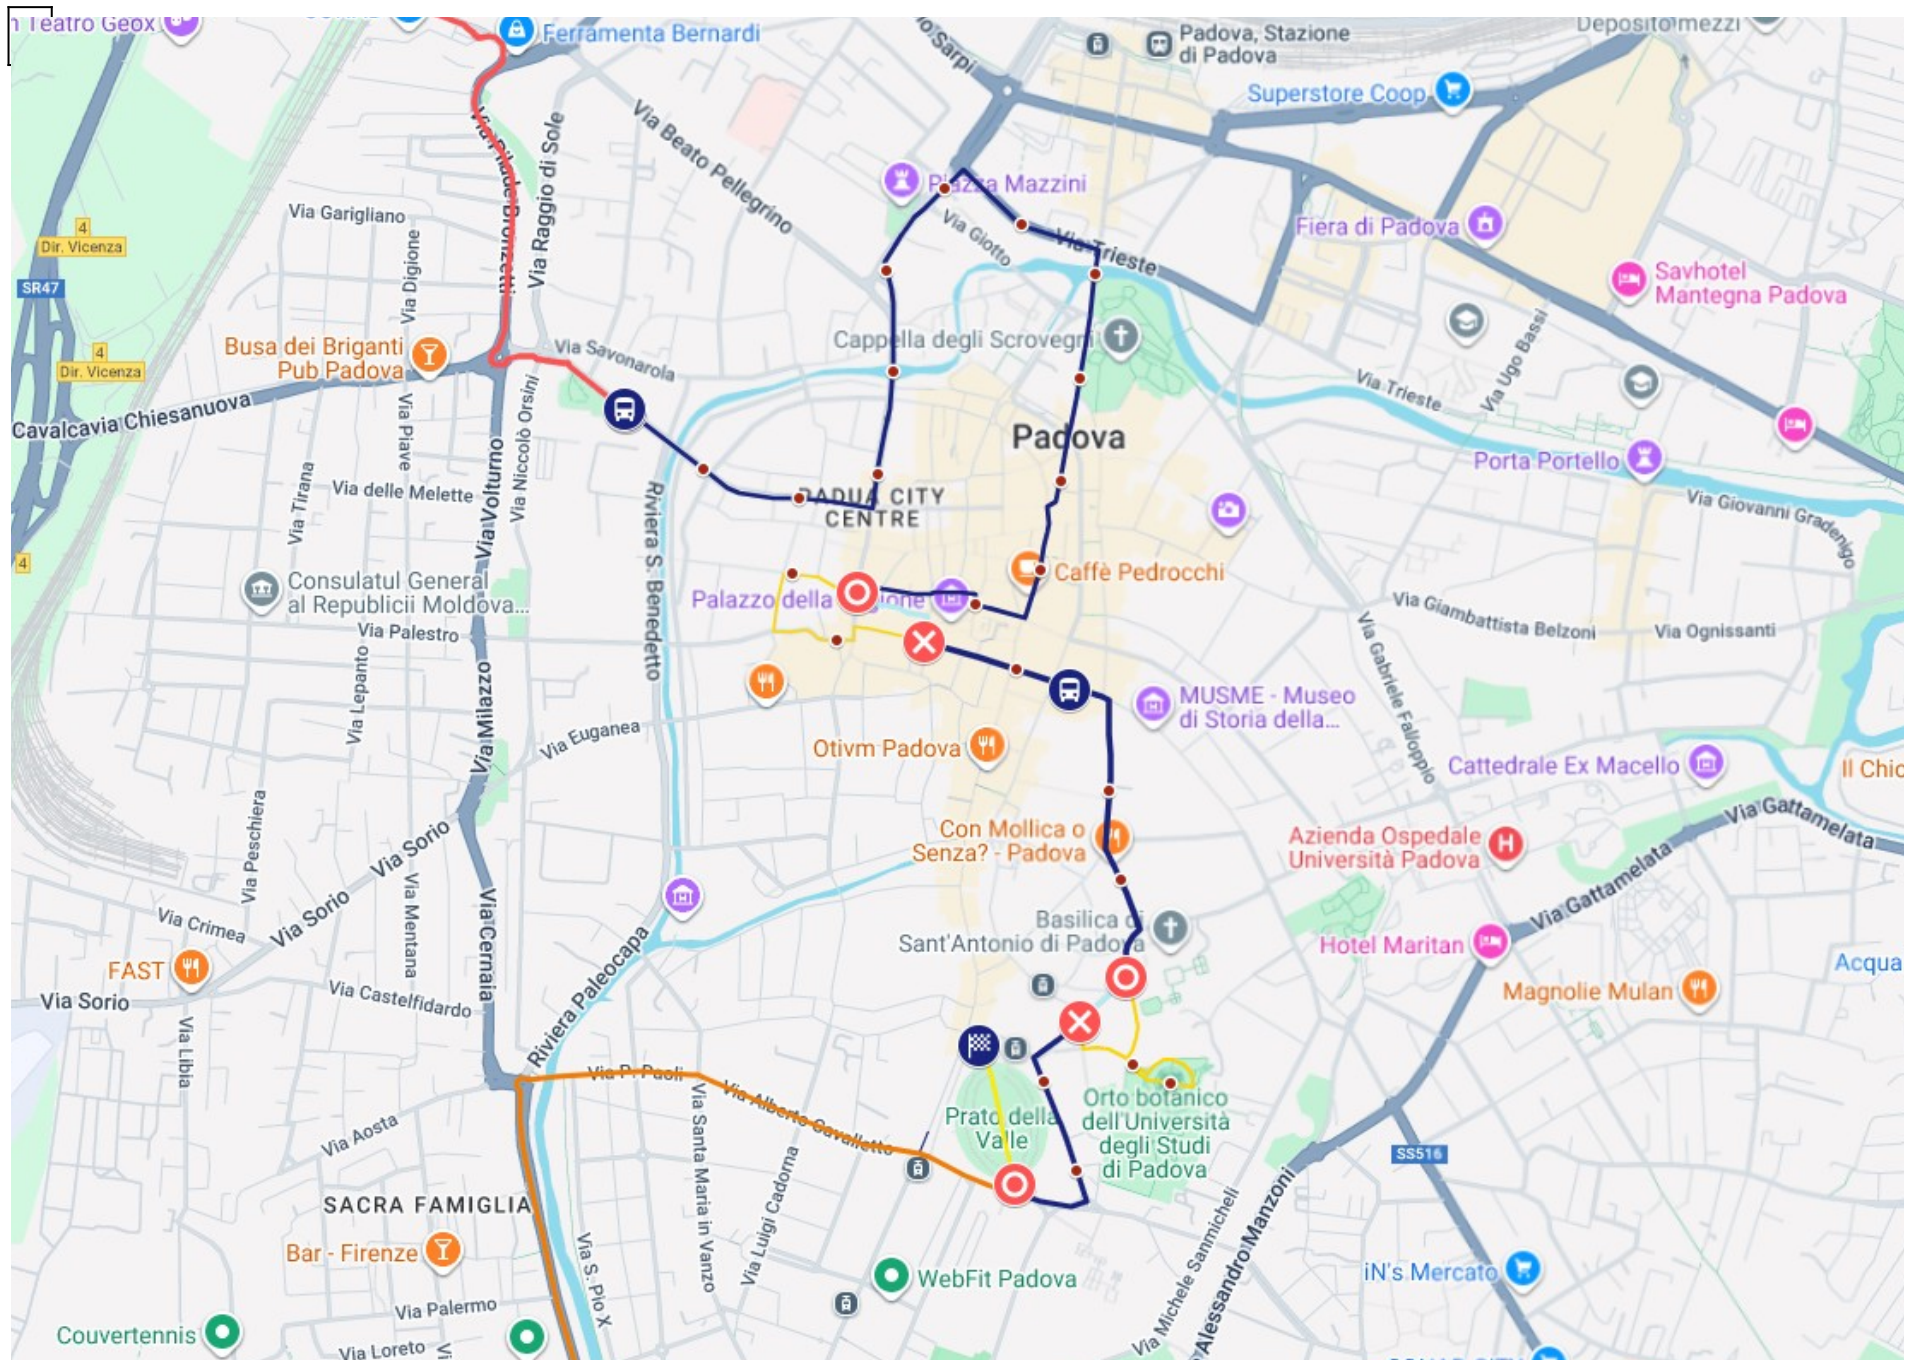 Teatro Geox
Ferramenta Bernardi
Sarpi
Padova, Stazione
di Padova
Deposito mezzi
Superstore Coop
Via Pilade Bronzetti
Via Raggio di Sole
Via Beato Pellegrino
Piazza Mazzini
Via Giotto
Via Trieste
Fiera di Padova
Via Garigliano
Via Digione
4
Dir. Vicenza
SR47
Savhotel
Mantegna Padova
Cappella degli Scrovegni
Busa dei Briganti
Pub Padova
4
Dir. Vicenza
Via Savonarola
Via Ugo Bassi
Via Trieste
Cavalcavia Chiesanuova
Via Piave
Via Niccolò Orsini
Padova
Porta Portello
Via Tirana
Via delle Melette
Via Volturno
Riviera S. Benedetto
PADUA CITY
CENTRE
Via Giovanni Gradenigo
4
Consulatul General
al Republicii Moldova...
Caffè Pedrocchi
Palazzo della Ragione
Via Giambattista Belzoni
Via Ognissanti
Via Palestro
Via Lepanto
Via Milazzo
Via Gabriele Falloppio
MUSME - Museo
di Storia della...
Via Euganea
Otivm Padova
Cattedrale Ex Macello
Il Chic
Via Peschiera
Via Sorio
Con Mollica o
Senza? - Padova
Azienda Ospedale
Università Padova
Via Gattamelata
Via Crimea
Via Sorio
Via Mentana
Via Cernaia
Basilica di
Sant'Antonio di Padova
Via Gattamelata
Hotel Maritan
FAST
Riviera Paleocapa
Acqua
Via Sorio
Via Castelfidardo
Magnolie Mulan
Via Libia
Via P. Paoli
Via Alberto Cavalletto
Via Santa Maria in Vanzo
Via Aosta
Prato della
Valle
Orto botanico
dell'Università
degli Studi
di Padova
SS516
SACRA FAMIGLIA
Via Luigi Cadorna
Via Michele Sanmicheli
Alessandro Manzoni
Bar - Firenze
Via S. Pio X
WebFit Padova
iN's Mercato
Via Palermo
Couvertennis
Via Loreto